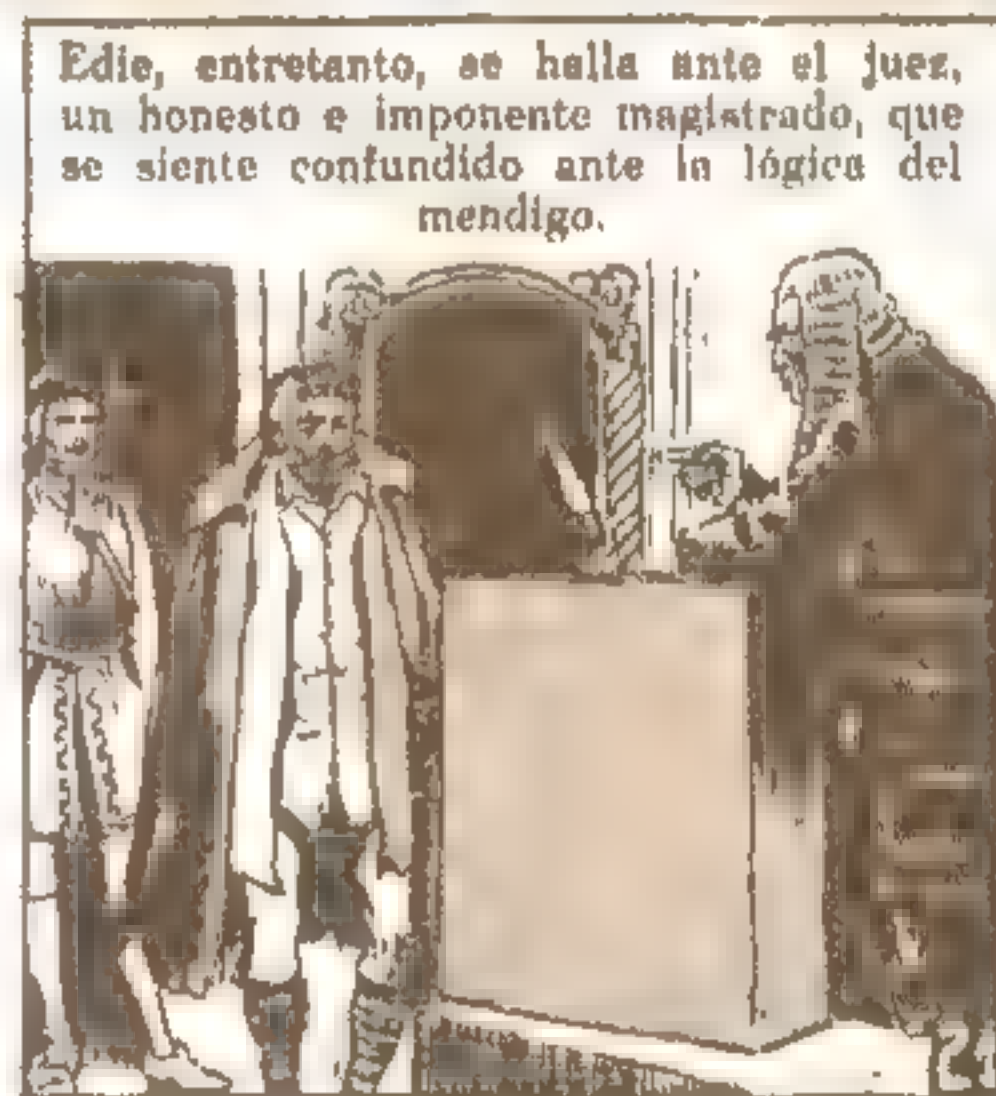 Edie, entretanto, se halla ante el juez,
un honesto e imponente magistrado, que
se siente confundido ante la lógica del
mendigo.